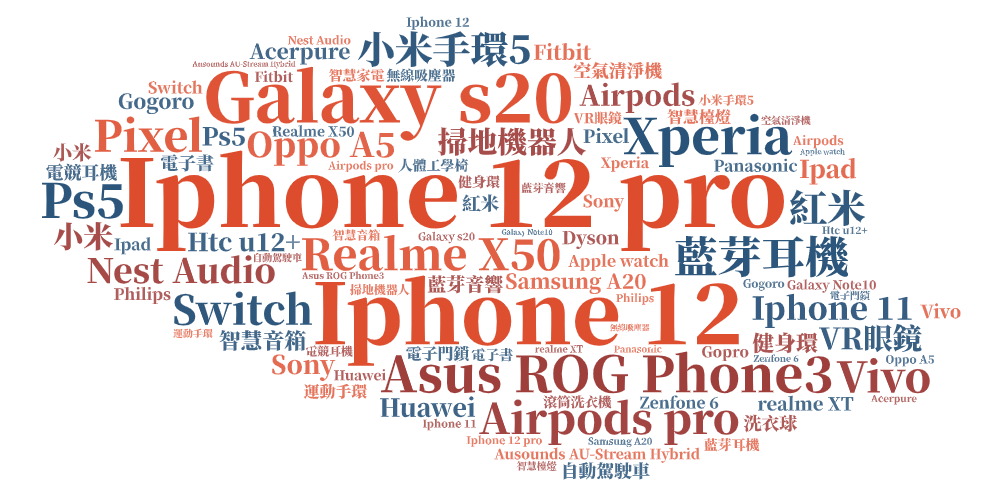 Iphone 12
Nest Audio
Acerpure
小米手環5
Fitbit
Ausounds AU-Stream Hybrid
Fitbit
智慧家電
無線吸塵器
空氣清淨機
Switch
Gogoro
Galaxy s20
Airpods
小米手環5
VR眼鏡
智慧檯燈
空氣清淨機
Pixel
Ps5
Realme X50
Oppo A5
掃地機器人
Pixel
Xperia
Airpods
Apple watch
小米
電子書
Airpods pro
人體工學椅
Xperia
Panasonic
Ipad
電競耳機
Ps5
Iphone 12 pro
健身環
藍芽音響
紅米
Sony
紅米
小米
Ipad
Htc u12+
智慧音箱
Galaxy s20
Galaxy Note10
Dyson
Htc u12+
自動駕駛車
Realme X50
Apple watch
藍芽耳機
Nest Audio
Asus ROG Phone3
掃地機器人
藍芽音響
Samsung A20
Gogoro
Galaxy Note10
Philips
Philips
電子門鎖
Switch
Iphone 12
Iphone 11
Vivo
運動手環
智慧音箱
無線吸塵器
健身環
VR眼鏡
電競耳機
電子門鎖
電子書
realme XT
Panasonic
Gopro
Zenfone 6
Oppo A5
Sony
Huawei
Asus ROG Phone3
Vivo
運動手環
Huawei
滾筒洗衣機
Zenfone 6
realme XT
Acerpure
Iphone 11
Airpods pro
洗衣球
Iphone 12 pro
Samsung A20
藍芽耳機
Ausounds AU-Stream Hybrid
智慧檯燈
自動駕駛車